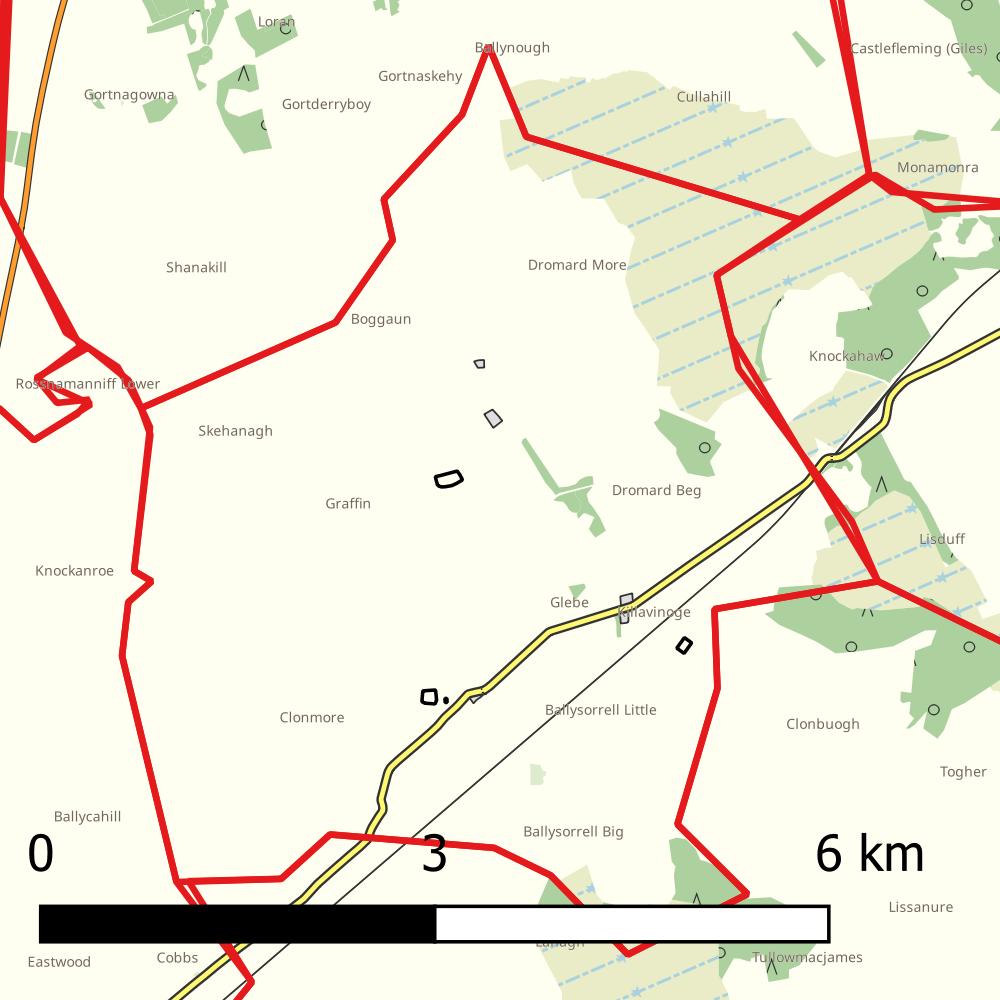 Loran
Ballynough
Castlefleming (Giles)
Gortnaskehy
Gortnagowna
Gortderryboy
Cullahill
Monamonra
Shanakill
Dromard More
Boggaun
Knockahaw
Rossnamanniff Lower
Skehanagh
Graffin
Dromard Beg
Lisduff
Knockanroe
Glebe
Killavinoge
Clonmore
Ballysorrell Little
Clonbuogh
Togher
Ballycahill
Ballysorrell Big
0 3 6 km
Lissanure
Eastwood
Cobbs
Tullowmacjames